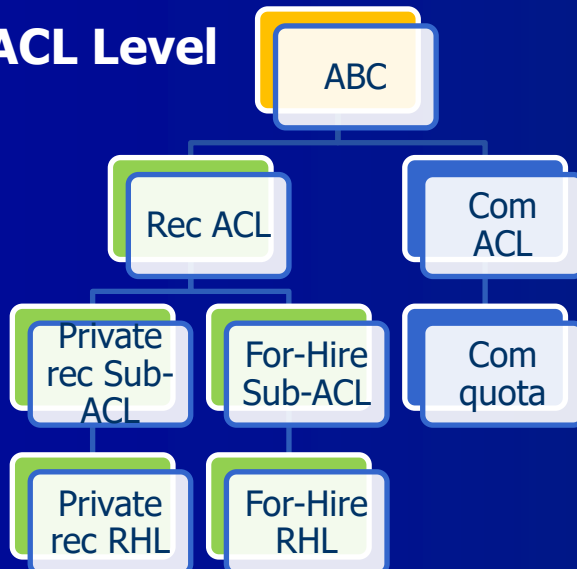 ACL Level
ABC
Rec ACL
Com
ACL
Private
rec Sub-
ACL
For-Hire
Sub-ACL
Com
quota
Private
rec RHL
For-Hire
RHL